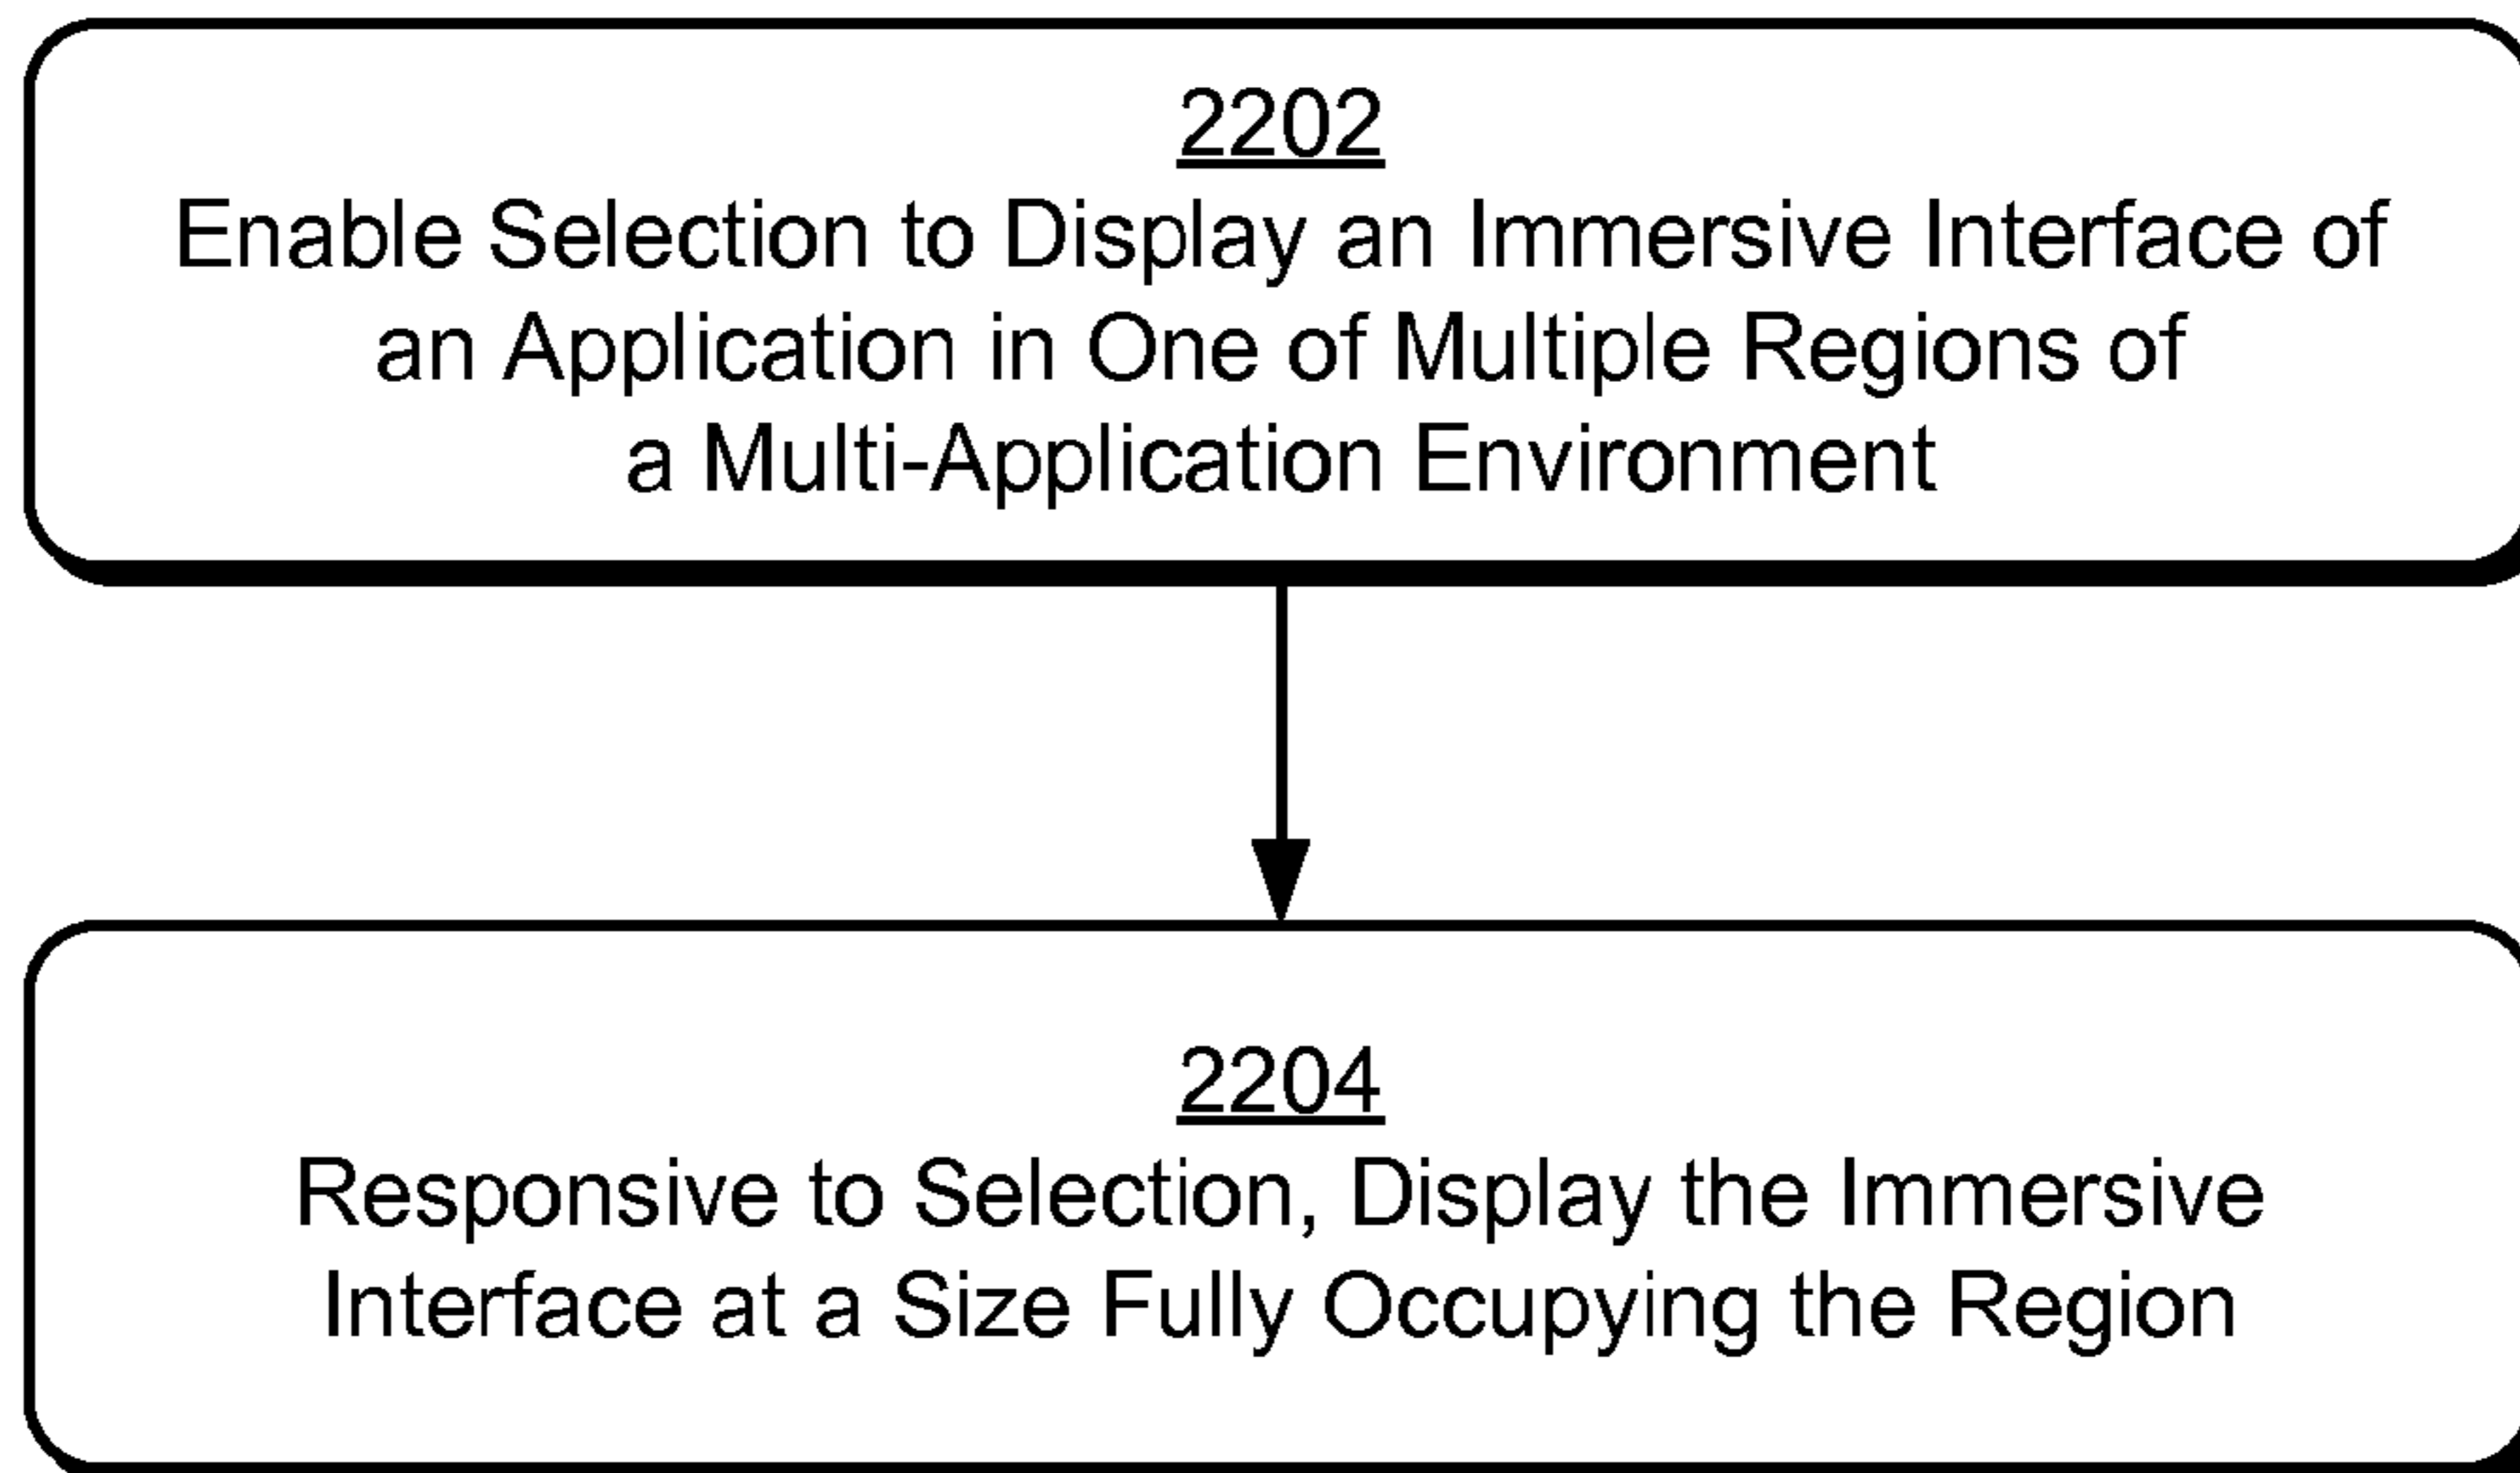 2202
Enable Selection to Display an Immersive Interface of
an Application in One of Multiple Regions of
a Multi-Application Environment
2204
Responsive to Selection, Display the Immersive
Interface at a Size Fully Occupying the Region